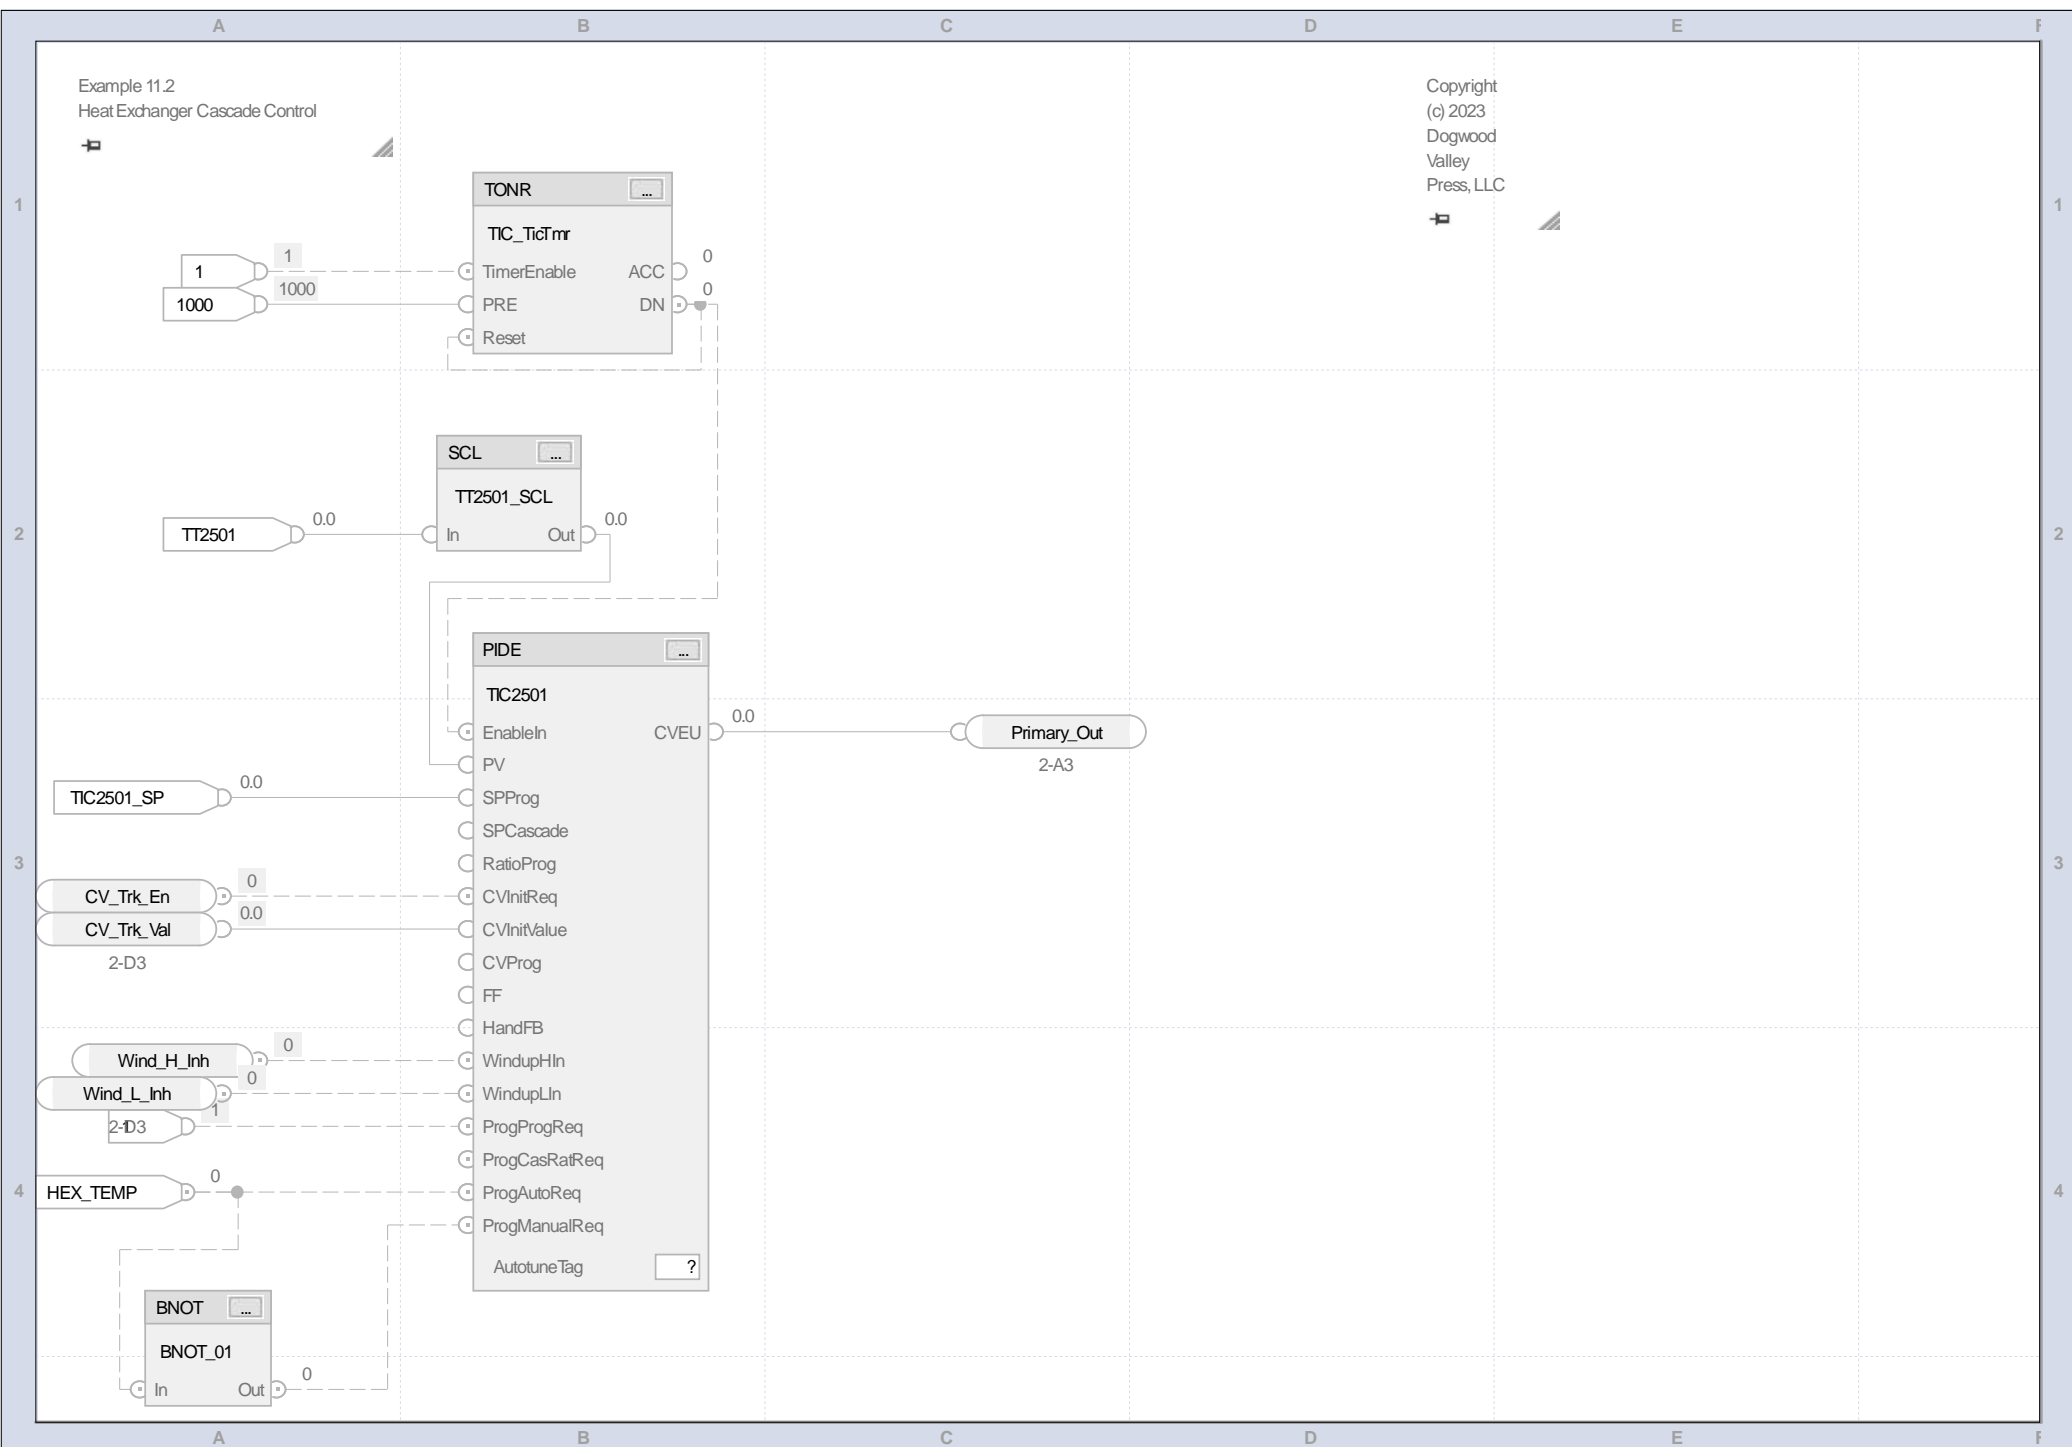 A B C D E F
Example 11.2
Heat Exchanger Cascade Control
Copyright
(c) 2023
Dogwood
Valley
Press, LLC
1 1
TONR ...
TIC_TicTmr
1 1 TimerEnable ACC 0
1000 1000 PRE DN 0
Reset
SCL ...
TT2501_SCL
2 2
TT2501 0.0 In Out 0.0
PIDE ...
TIC2501
EnableIn CVEU 0.0 Primary_Out
2-A3
PV
TIC2501_SP 0.0 SPProg
SPCascade
3 3
RatioProg
CV_Trk_En 0 CVInitReq
CV_Trk_Val 0.0 CVInitValue
2-D3
CVProg
FF
HandFB
Wind_H_Inh 0 WindupHIn
Wind_L_Inh 0 WindupLIn
2-D3 1 1 ProgProgReq
ProgCasRatReq
4 4
HEX_TEMP 0 ProgAutoReq
ProgManualReq
AutotuneTag ?
BNOT ...
BNOT_01
In Out 0
A B C D E F